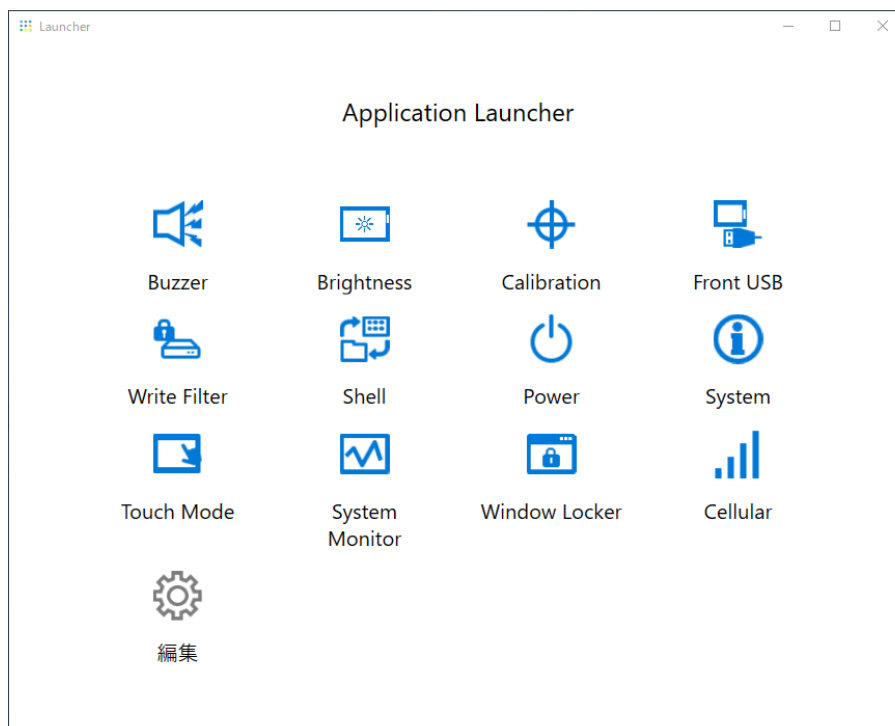 Launcher
Application Launcher
Buzzer
Brightness
Calibration
Front USB
Write Filter
Shell
Power
System
Touch Mode
System
Monitor
Window Locker
Cellular
編集